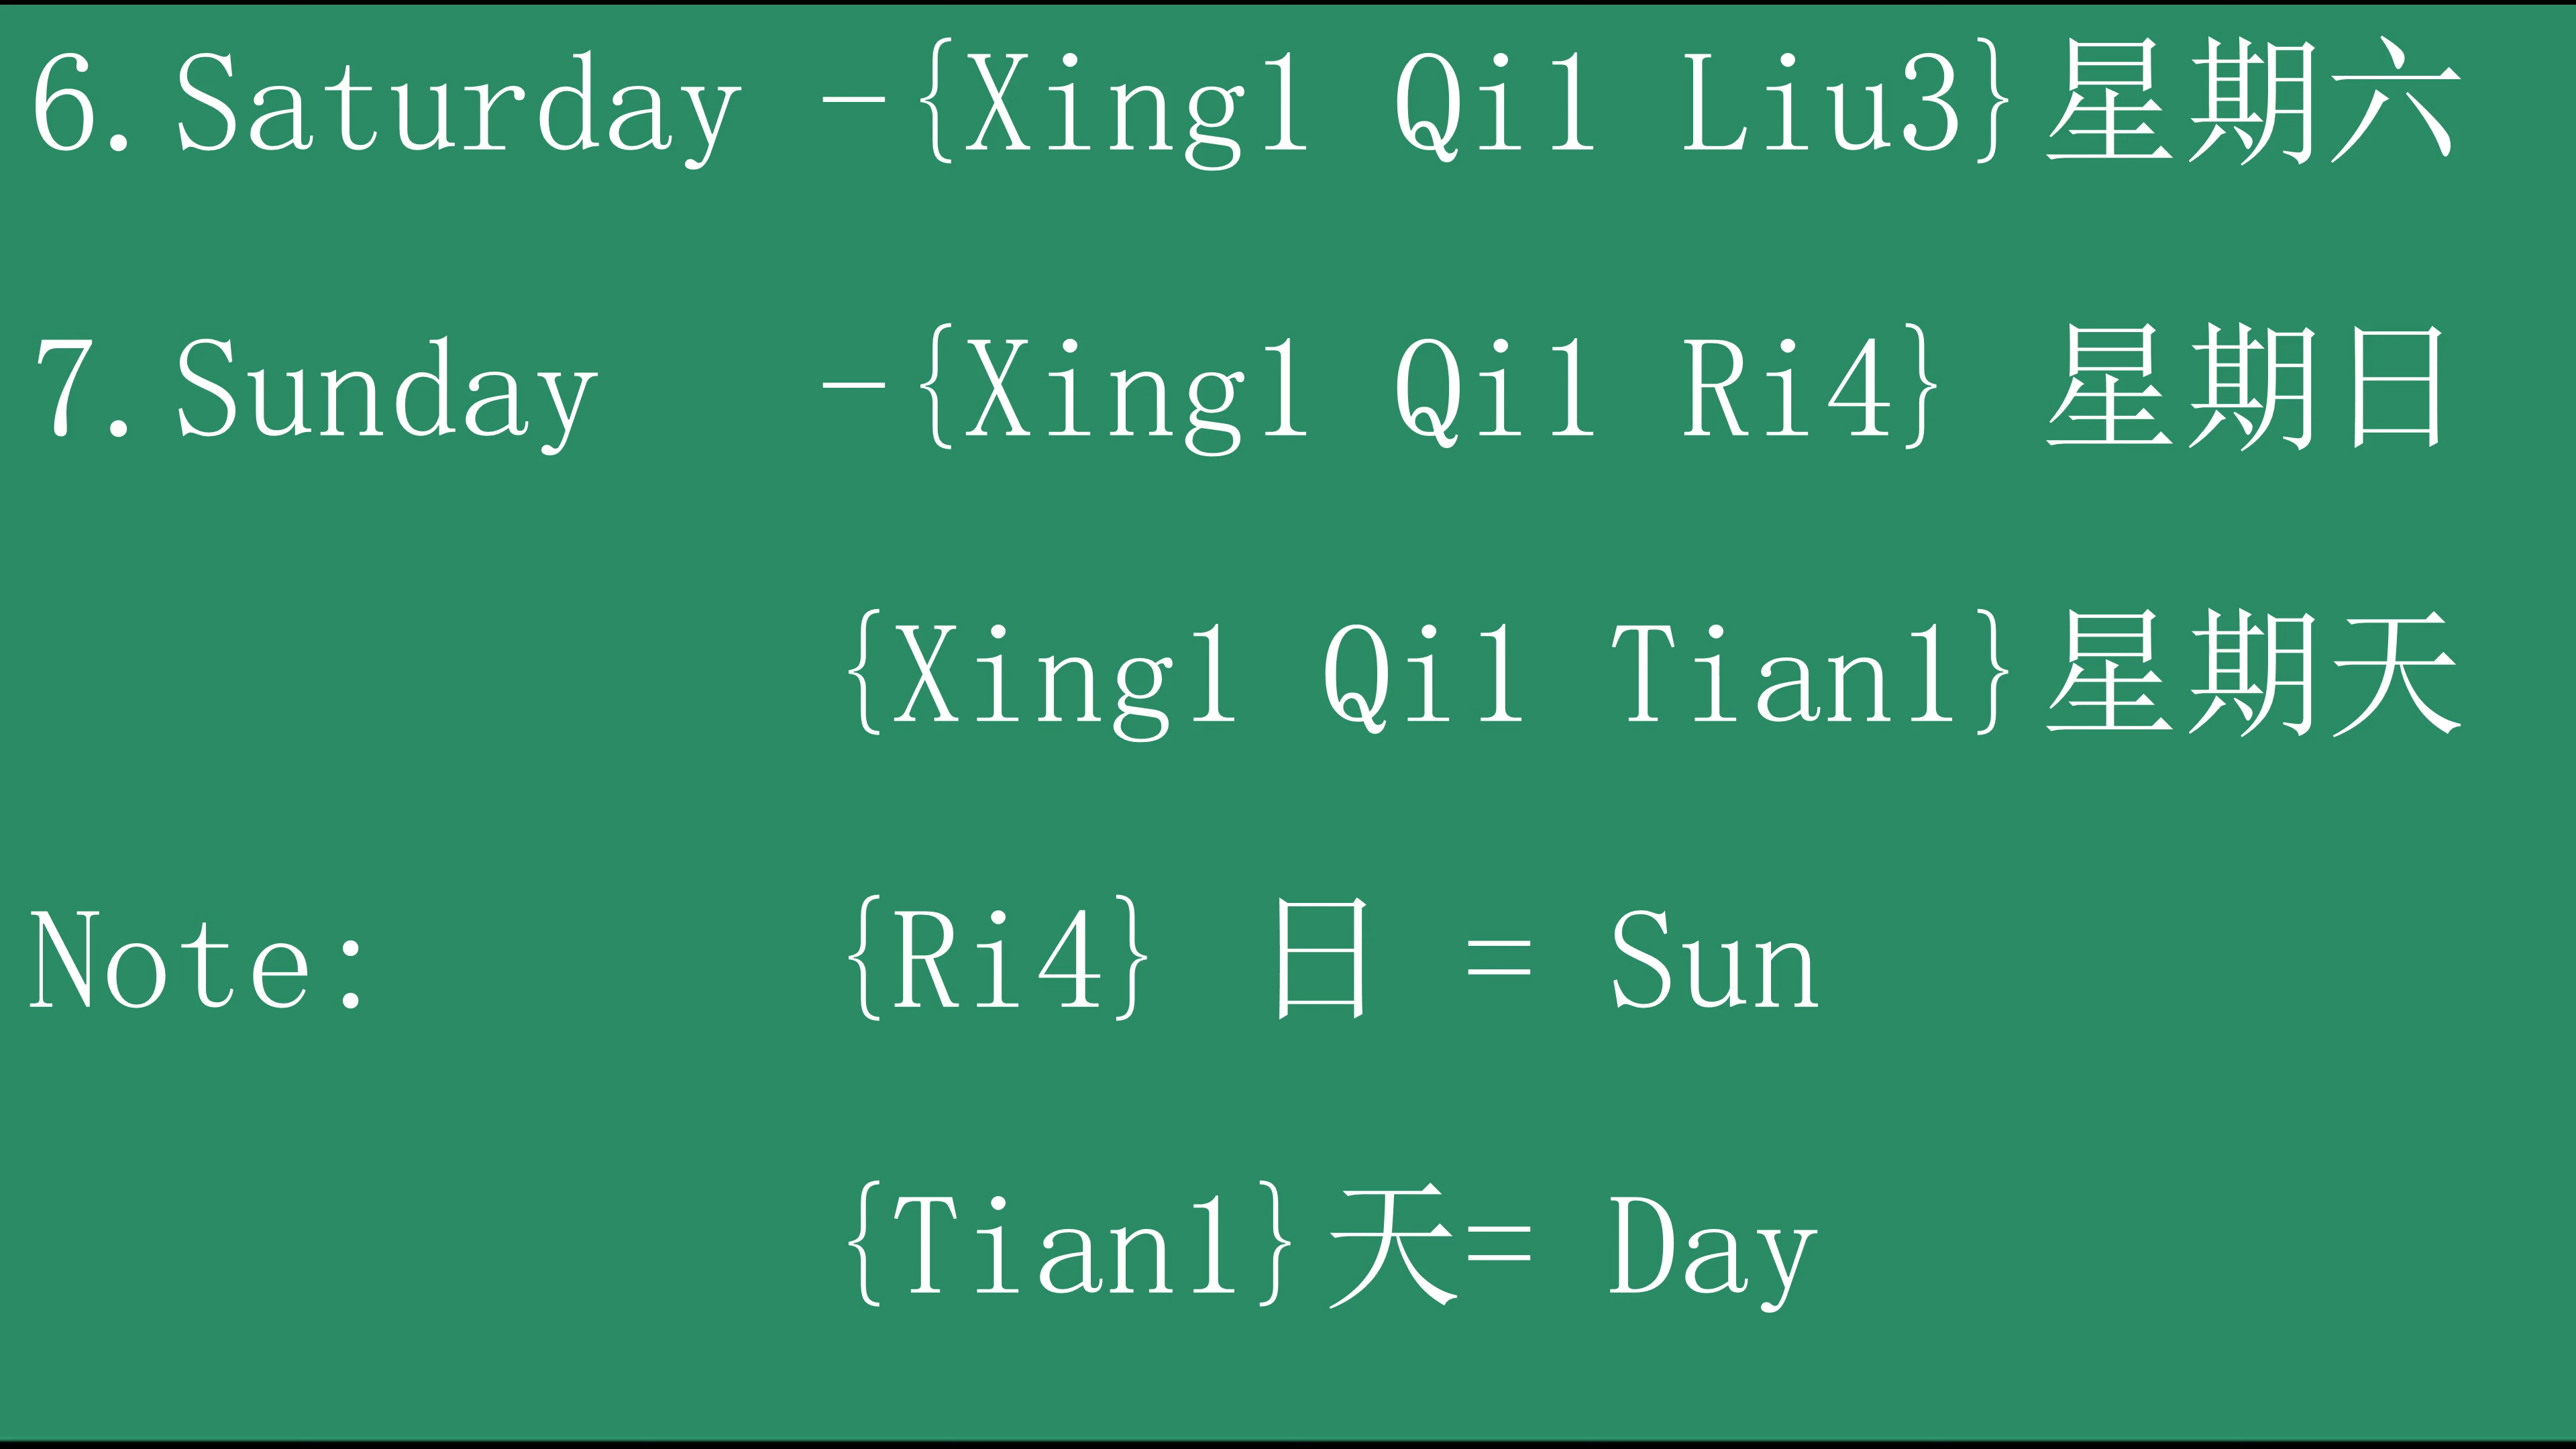 6.Saturday -{Xing1 Qi1 Liu3}星期六
7.Sunday -{Xing1 Qi1 Ri4} 星期日
{Xing1 Qi1 Tian1}星期天
Note: {Ri4} 日 = Sun
{Tian1}天= Day